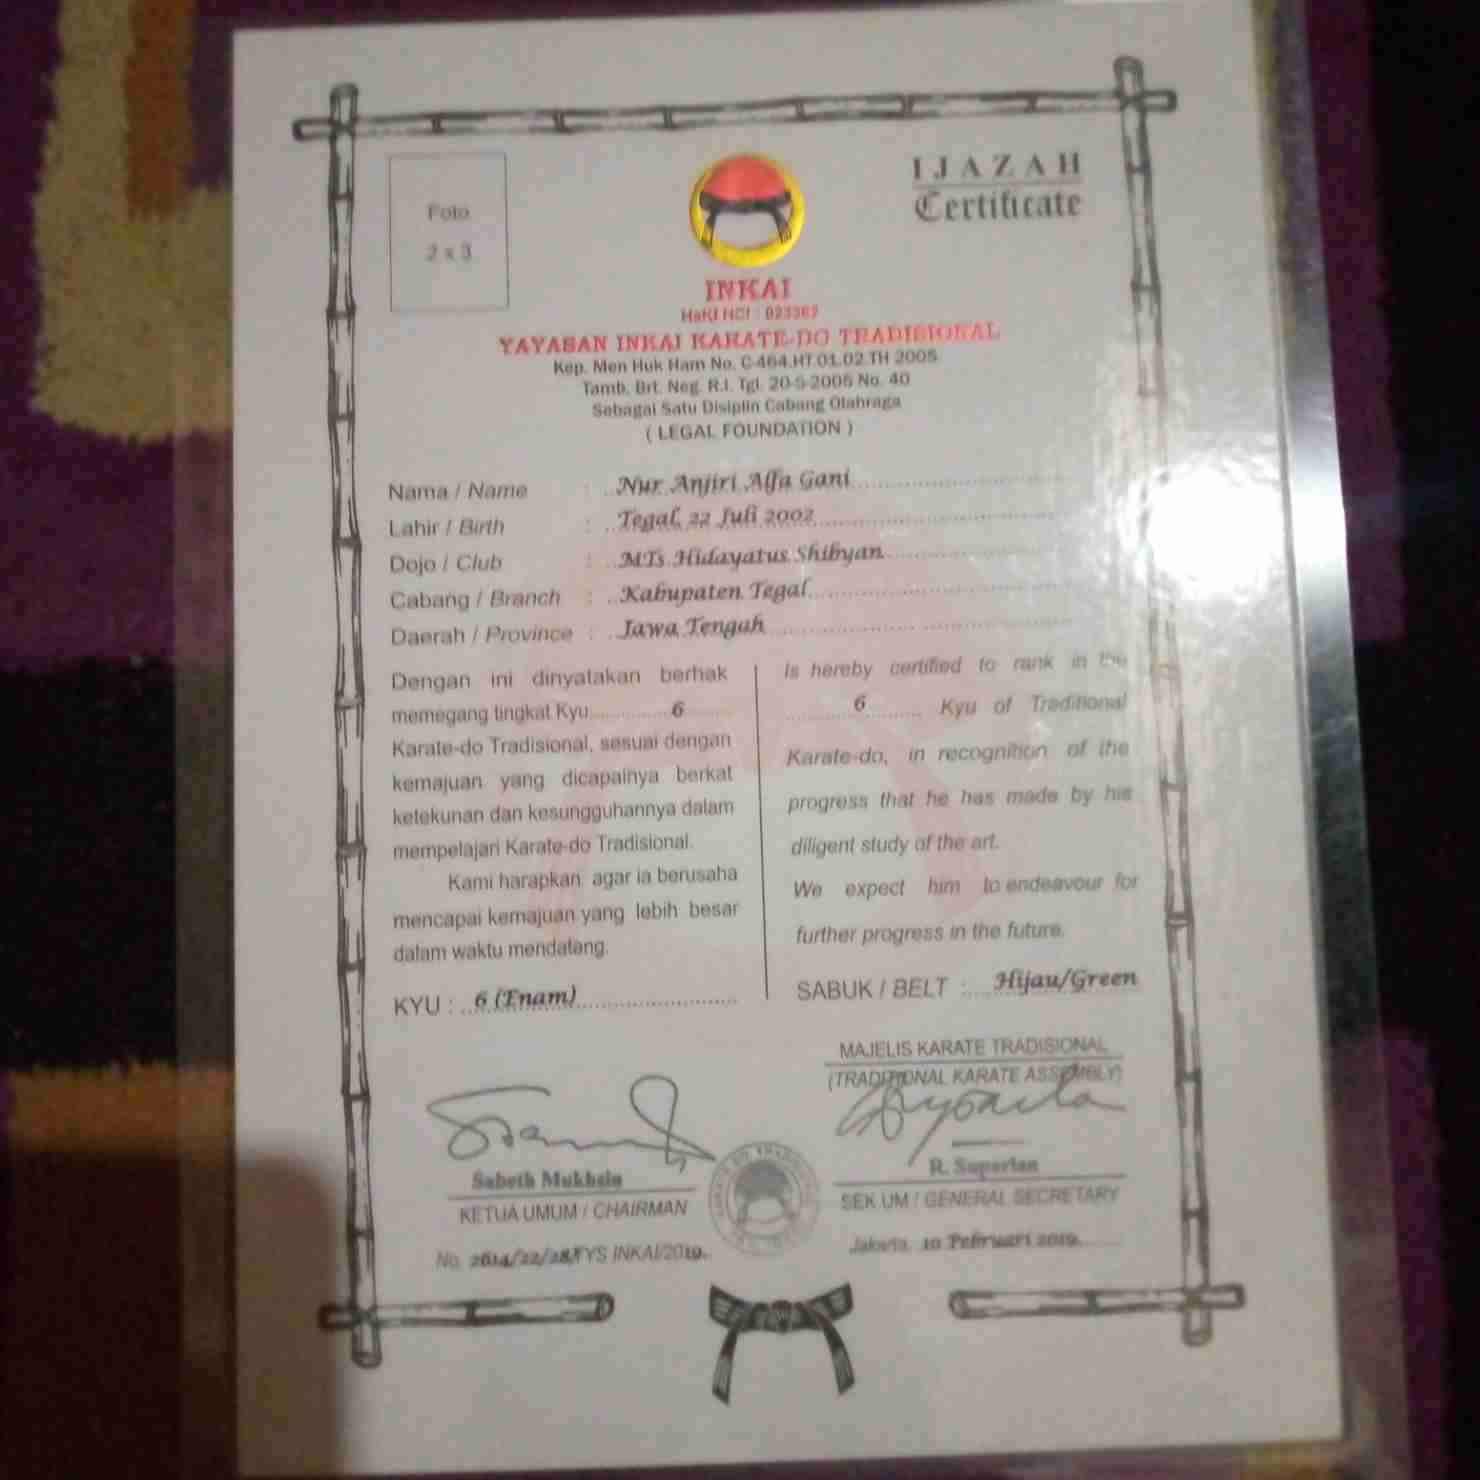 IJAZAH
Certificate
Foto
2 x 3
INKAI
HaKI HCI : 023362
YAYASAN INKAI KARATE-DO TRADISIONAL
Kep. Men Huk Ham No. C-464.HT.01.02.TH 2005
Tamb. Brt. Neg. R.I. Tgl. 20-5-2005 No. 40
Sebagai Satu Disiplin Cabang Olahraga
( LEGAL FOUNDATION )
Nama / Name : Nur Anjiri Alfa Gani
Lahir / Birth : Tegal, 22 Juli 2002
Dojo / Club : MTs Hidayatus Shibyan
Cabang / Branch : Kabupaten Tegal
Daerah / Province : Jawa Tengah
Dengan ini dinyatakan berhak
memegang tingkat Kyu 6
Karate-do Tradisional, sesuai dengan
kemajuan yang dicapainya berkat
ketekunan dan kesungguhannya dalam
mempelajari Karate-do Tradisional.
Kami harapkan agar ia berusaha
mencapai kemajuan yang lebih besar
dalam waktu mendatang.
KYU : 6 (Enam)
Is hereby certified to rank in the
6 Kyu of Traditional
Karate-do, in recognition of the
progress that he has made by his
diligent study of the art.
We expect him to endeavour for
further progress in the future.
SABUK / BELT : Hijau/Green
MAJELIS KARATE TRADISIONAL
(TRADITIONAL KARATE ASSEMBLY)
Sabeth Mukhsin
KETUA UMUM / CHAIRMAN
No. 2614/22/28/YYS INKAI/2019.
R. Suparlan
SEK.UM / GENERAL SECRETARY
Jakarta, 10 Februari 2019.